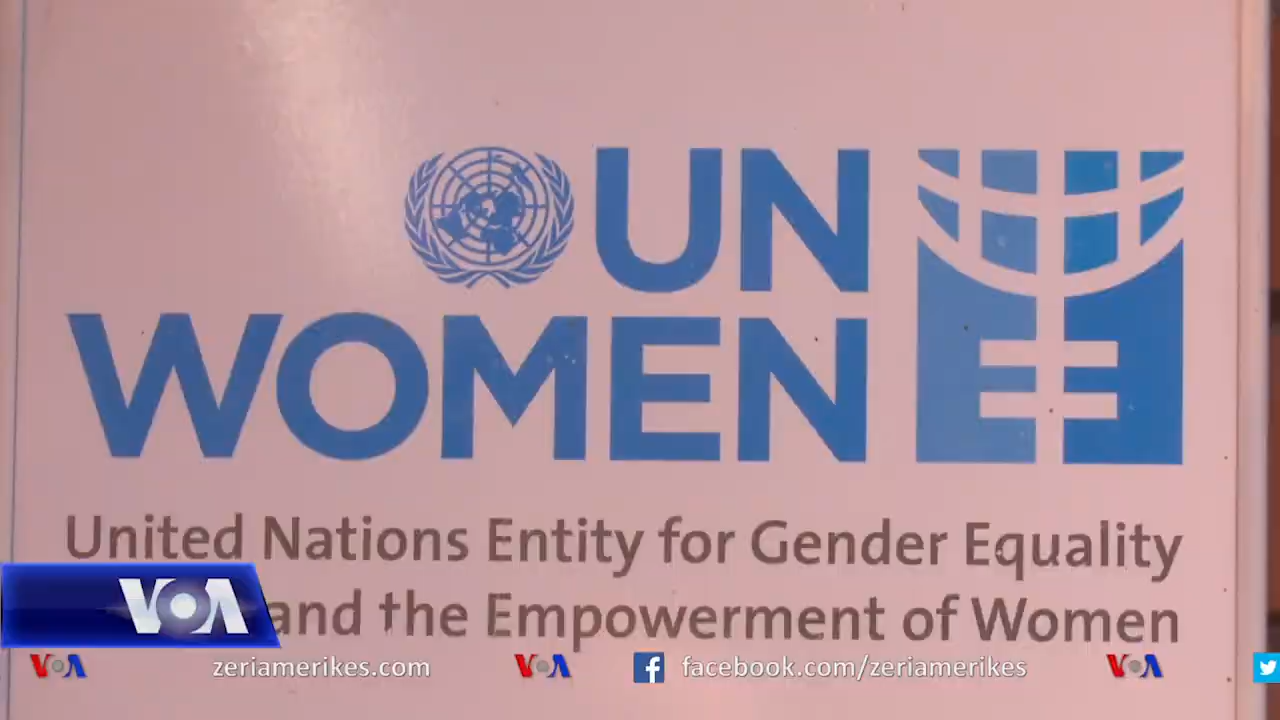 UN
WOMEN
United Nations Entity for Gender Equality
and the Empowerment of Women
VOA
VOA zeriamerikes.com VOA facebook.com/zeriamerikes VOA